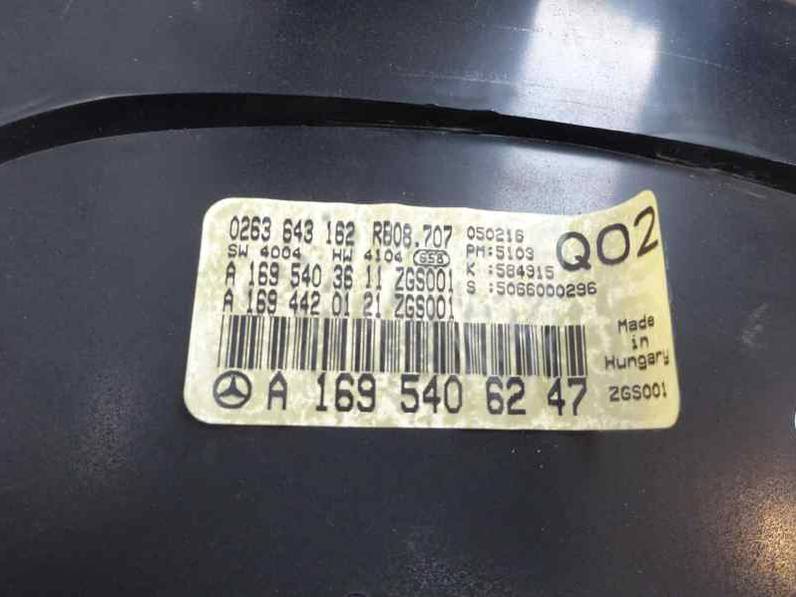 0263 643 162 RB08.707 050216
SW 4004 HW 4104 658 PM:5103
K :584915
A 169 540 36 11 ZGS001 S :5066000296
A 169 442 01 21 ZGS001
Q02
Made
in
Hungary
ZGS001
A 169 540 62 47